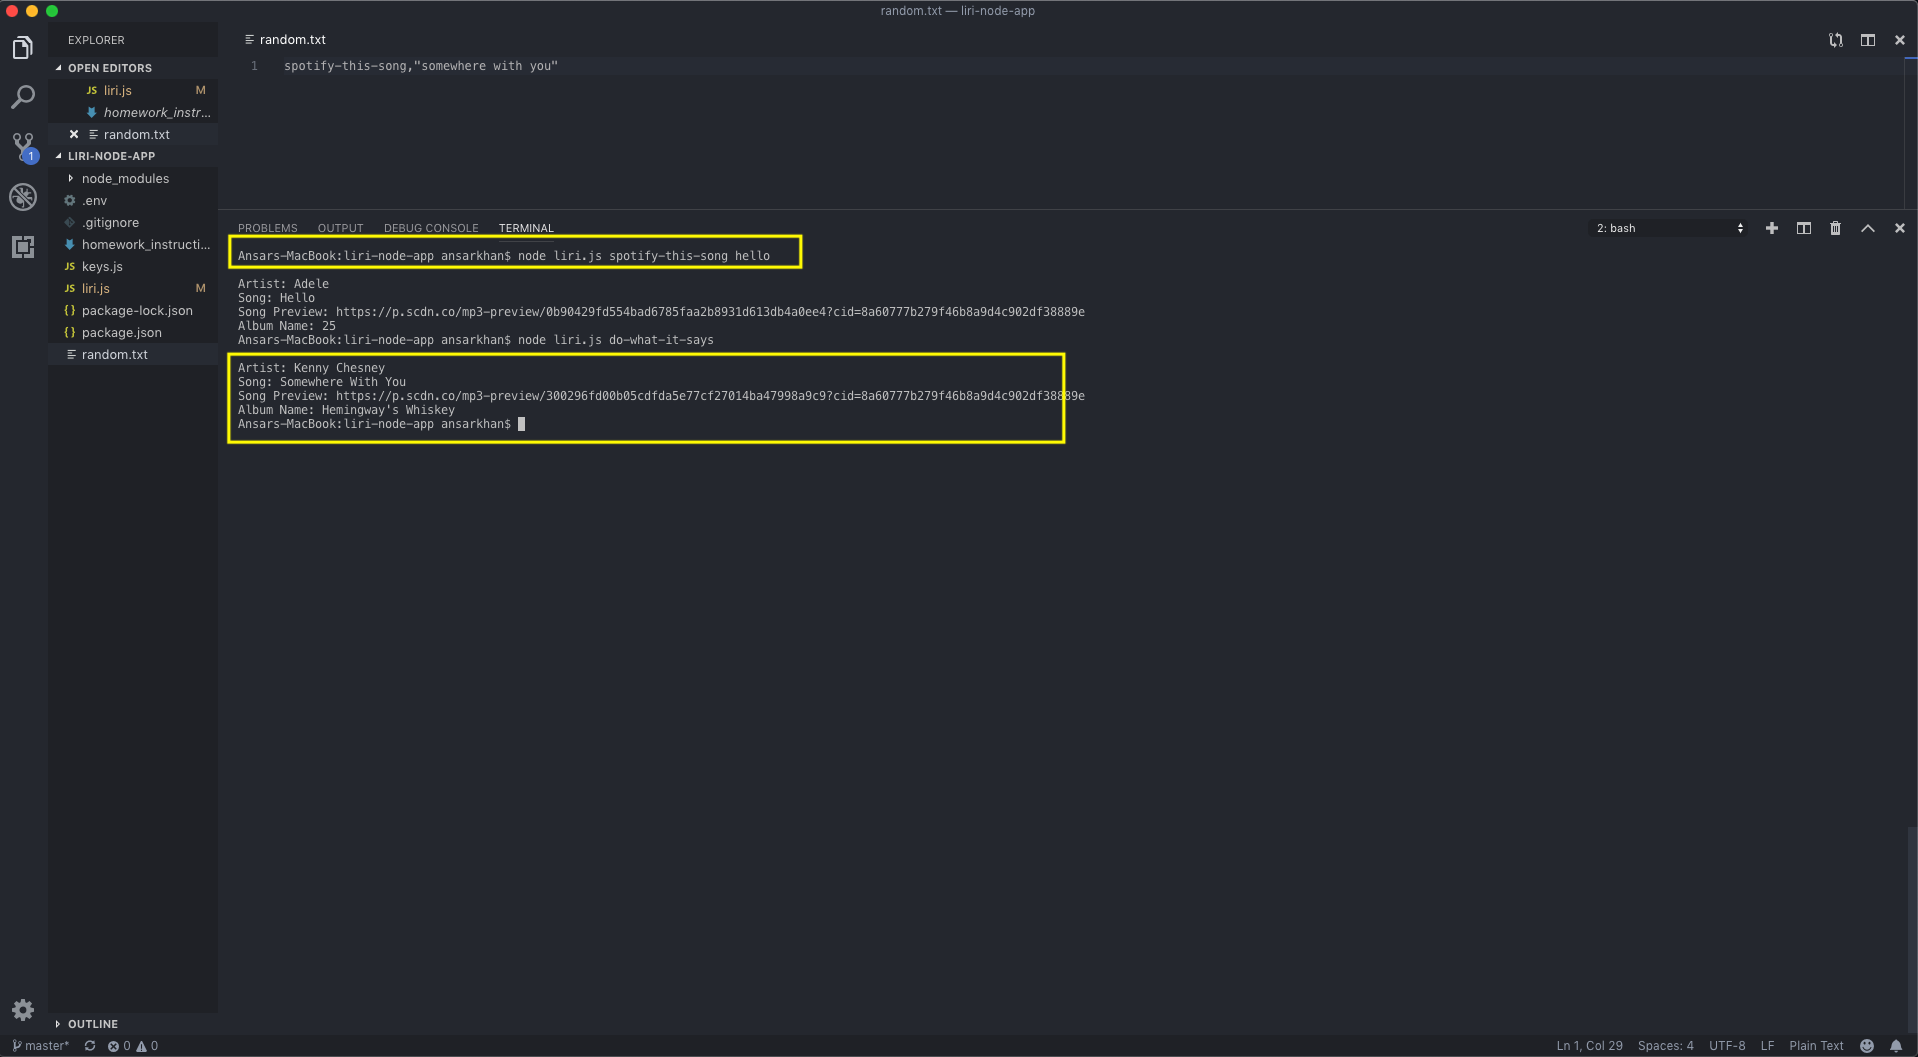 random.txt — liri-node-app
EXPLORER
OPEN EDITORS
JS liri.js M
homework_instr...
random.txt
LIRI-NODE-APP
node_modules
.env
.gitignore
homework_instructi...
JS keys.js
JS liri.js M
{} package-lock.json
{} package.json
random.txt
OUTLINE
1
random.txt
1 spotify-this-song,"somewhere with you"
PROBLEMS OUTPUT DEBUG CONSOLE TERMINAL 2: bash
Ansars-MacBook:liri-node-app ansarkhan$ node liri.js spotify-this-song hello
Artist: Adele
Song: Hello
Song Preview: https://p.scdn.co/mp3-preview/0b90429fd554bad6785faa2b8931d613db4a0ee4?cid=8a60777b279f46b8a9d4c902df38889e
Album Name: 25
Ansars-MacBook:liri-node-app ansarkhan$ node liri.js do-what-it-says
Artist: Kenny Chesney
Song: Somewhere With You
Song Preview: https://p.scdn.co/mp3-preview/300296fd00b05cdfda5e77cf27014ba47998a9c9?cid=8a60777b279f46b8a9d4c902df38889e
Album Name: Hemingway's Whiskey
Ansars-MacBook:liri-node-app ansarkhan$
master* 0 0 Ln 1, Col 29 Spaces: 4 UTF-8 LF Plain Text